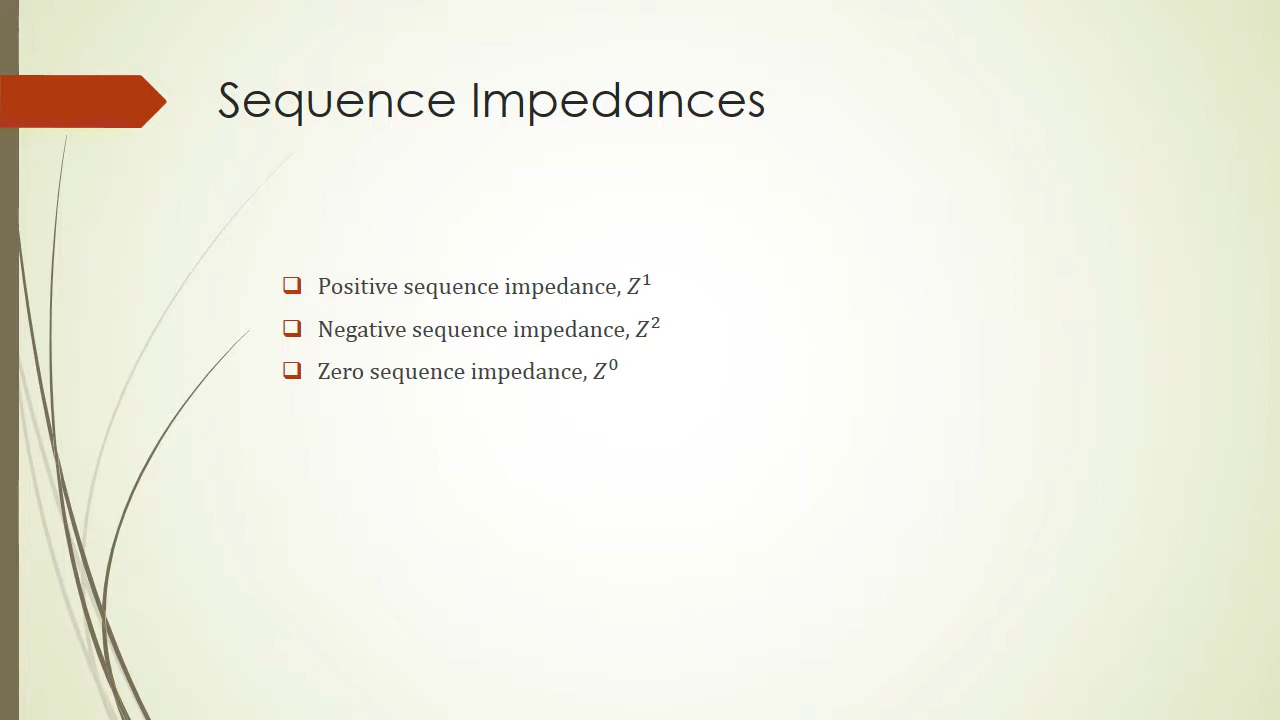 Sequence Impedances
❑ Positive sequence impedance, Z¹
❑ Negative sequence impedance, Z²
❑ Zero sequence impedance, Z⁰